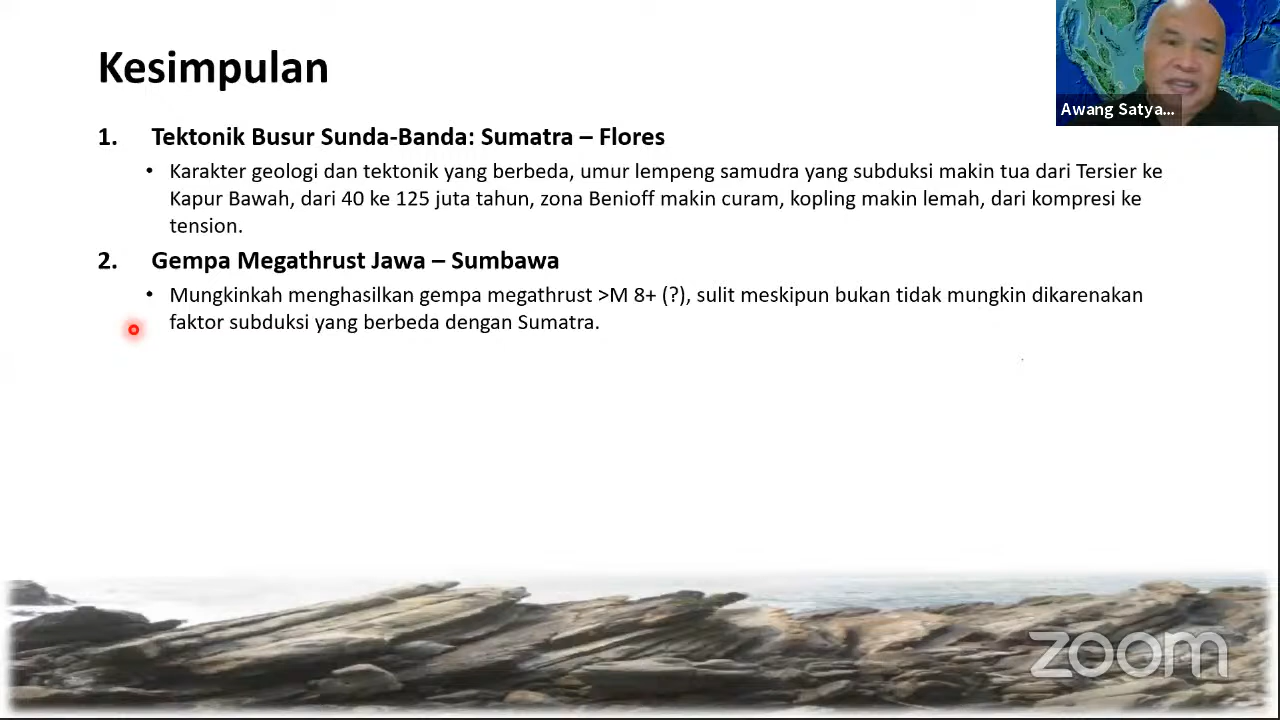 Kesimpulan
Awang Satya...
1. Tektonik Busur Sunda-Banda: Sumatra – Flores
• Karakter geologi dan tektonik yang berbeda, umur lempeng samudra yang subduksi makin tua dari Tersier ke
Kapur Bawah, dari 40 ke 125 juta tahun, zona Benioff makin curam, kopling makin lemah, dari kompresi ke
tension.
2. Gempa Megathrust Jawa – Sumbawa
• Mungkinkah menghasilkan gempa megathrust >M 8+ (?), sulit meskipun bukan tidak mungkin dikarenakan
faktor subduksi yang berbeda dengan Sumatra.
zoom